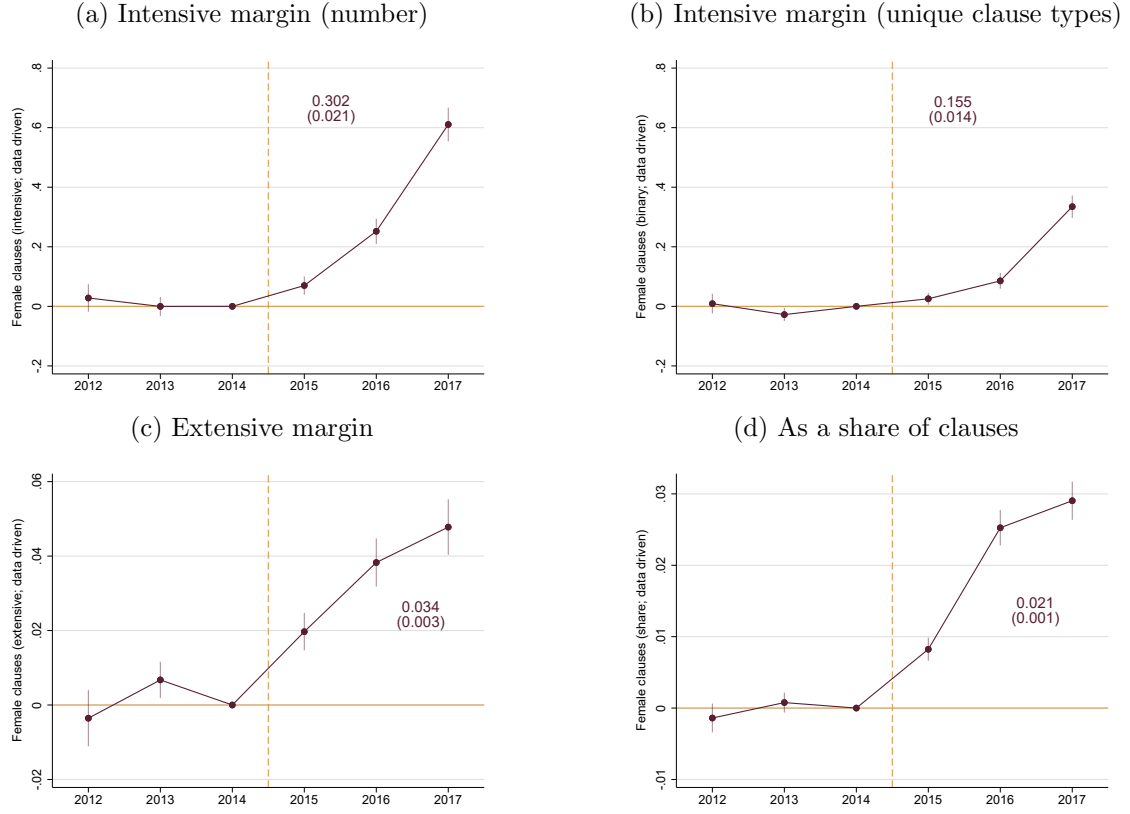 (a) Intensive margin (number)
Female clauses (intensive; data driven)
.8
.6
.4
.2
0
-.2
0.302
(0.021)
2012 2013 2014 2015 2016 2017
(b) Intensive margin (unique clause types)
Female clauses (binary; data driven)
.8
.6
.4
.2
0
-.2
0.155
(0.014)
2012 2013 2014 2015 2016 2017
(c) Extensive margin
Female clauses (extensive; data driven)
.06
.04
.02
0
-.02
0.034
(0.003)
2012 2013 2014 2015 2016 2017
(d) As a share of clauses
Female clauses (share; data driven)
.03
.02
.01
0
-.01
0.021
(0.001)
2012 2013 2014 2015 2016 2017